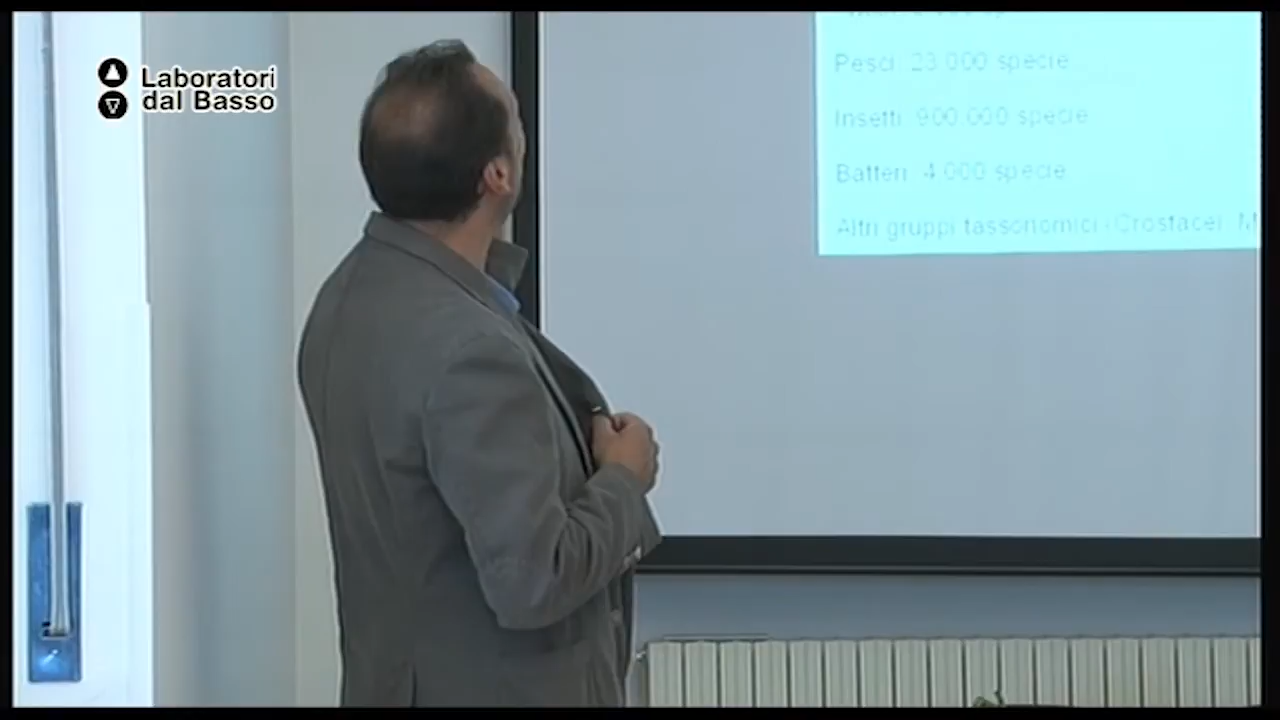 Laboratori
dal Basso
Pesci: 23.000 specie
Insetti: 900.000 specie
Batteri: 4.000 specie
Altri gruppi tassonomici (Crostacei, M